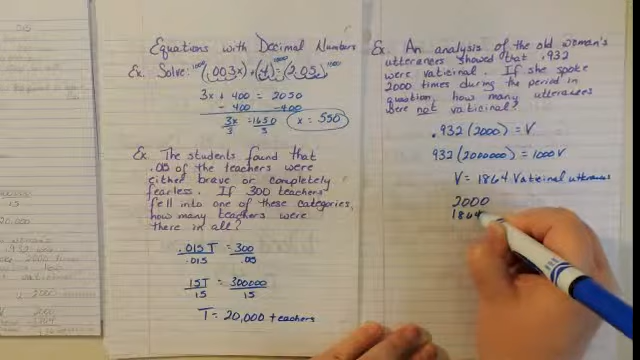 Equations with Decimal Numbers
Ex. Solve: 1000(.003x)+(.4)1000=(2.05)1000
3x + 400 = 2050
- 400 -400
3x = 1650
3 3
x = 550
Ex. The students found that
.015 of the teachers were
either brave or completely
fearless. If 300 teachers
fell into one of these categories,
how many teachers were
there in all?
.015T = 300
.015 .05
15T = 300000
15 15
T = 20,000 teachers
Ex. An analysis of the old woman's
utterances showed that .932
were vaticinal. If she spoke
2000 times during the period in
question, how many utterances
were not vaticinal?
.932(2000) = V
932(2000000) = 1000V
V = 1864 Vaticinal utterances
2000
1864